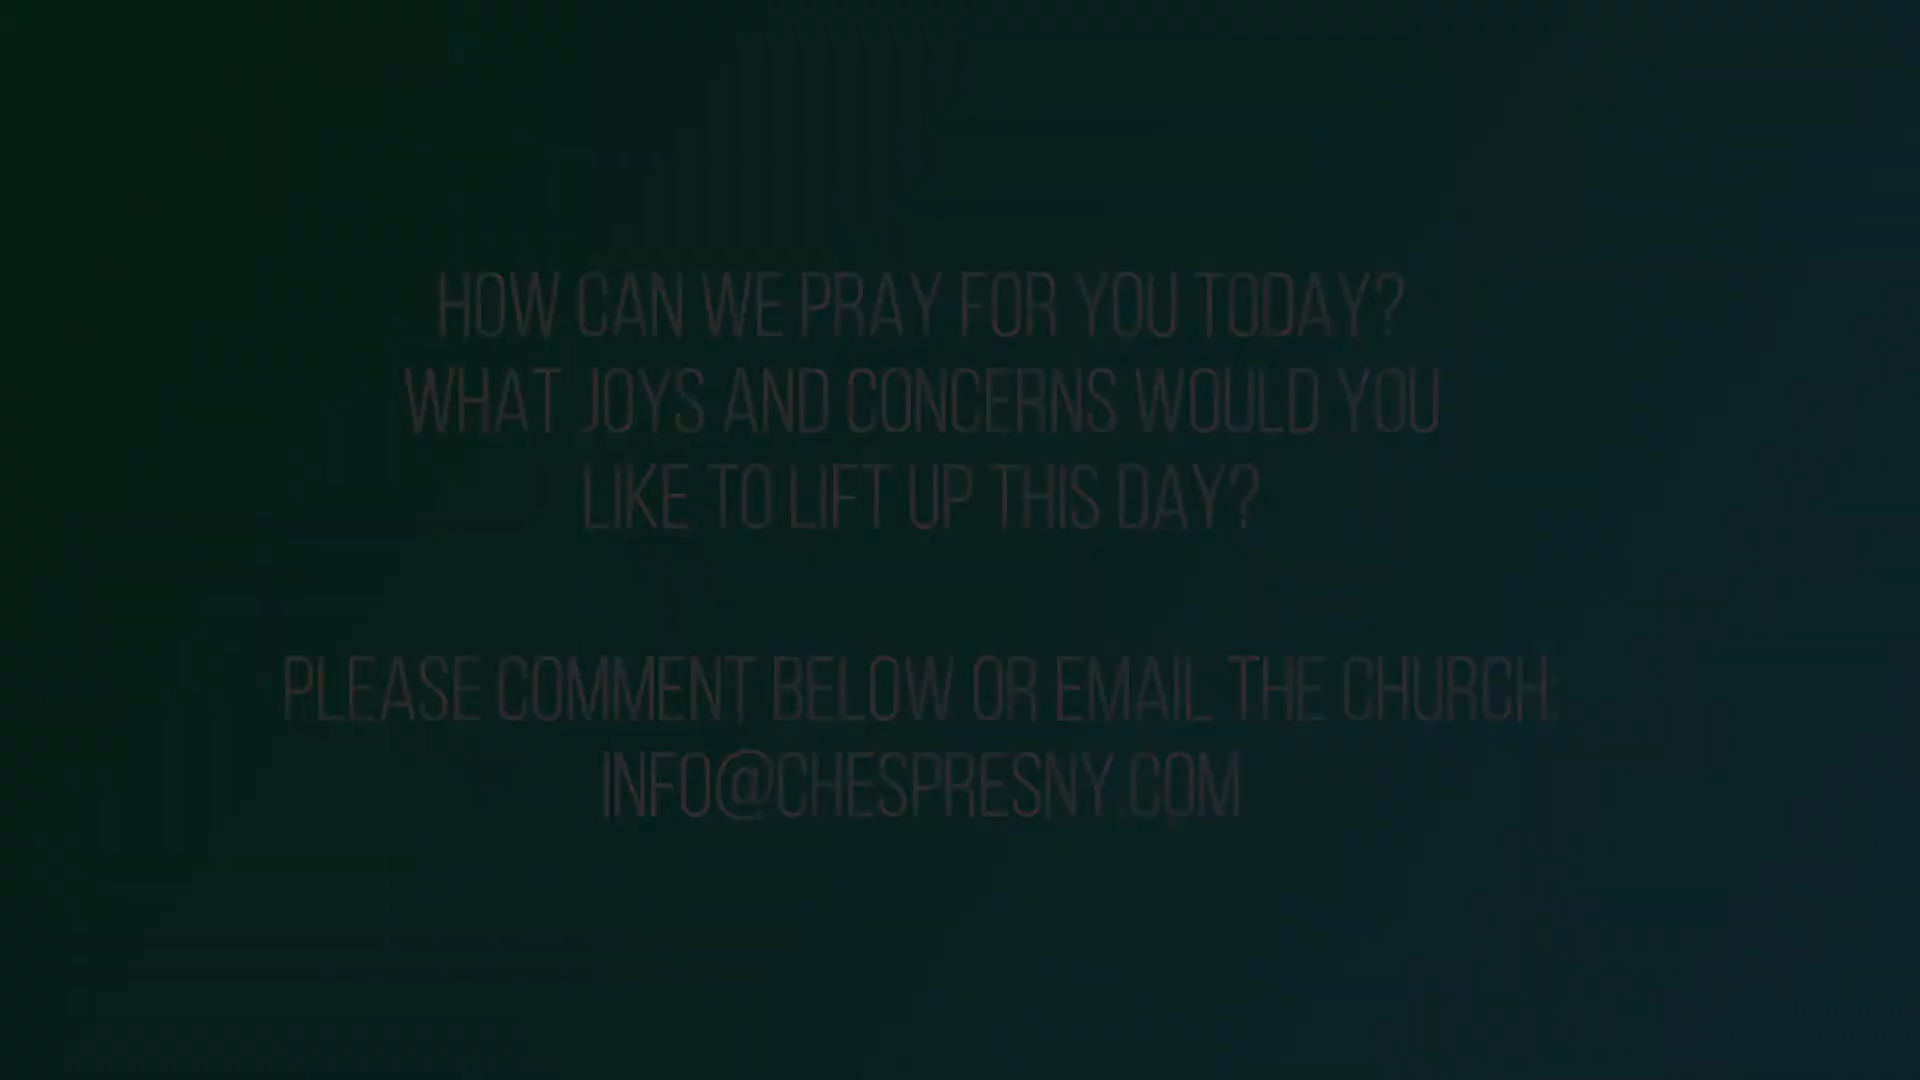 HOW CAN WE PRAY FOR YOU TODAY?
WHAT JOYS AND CONCERNS WOULD YOU
LIKE TO LIFT UP THIS DAY?
PLEASE COMMENT BELOW OR EMAIL THE CHURCH:
INFO@CHESPRESNY.COM